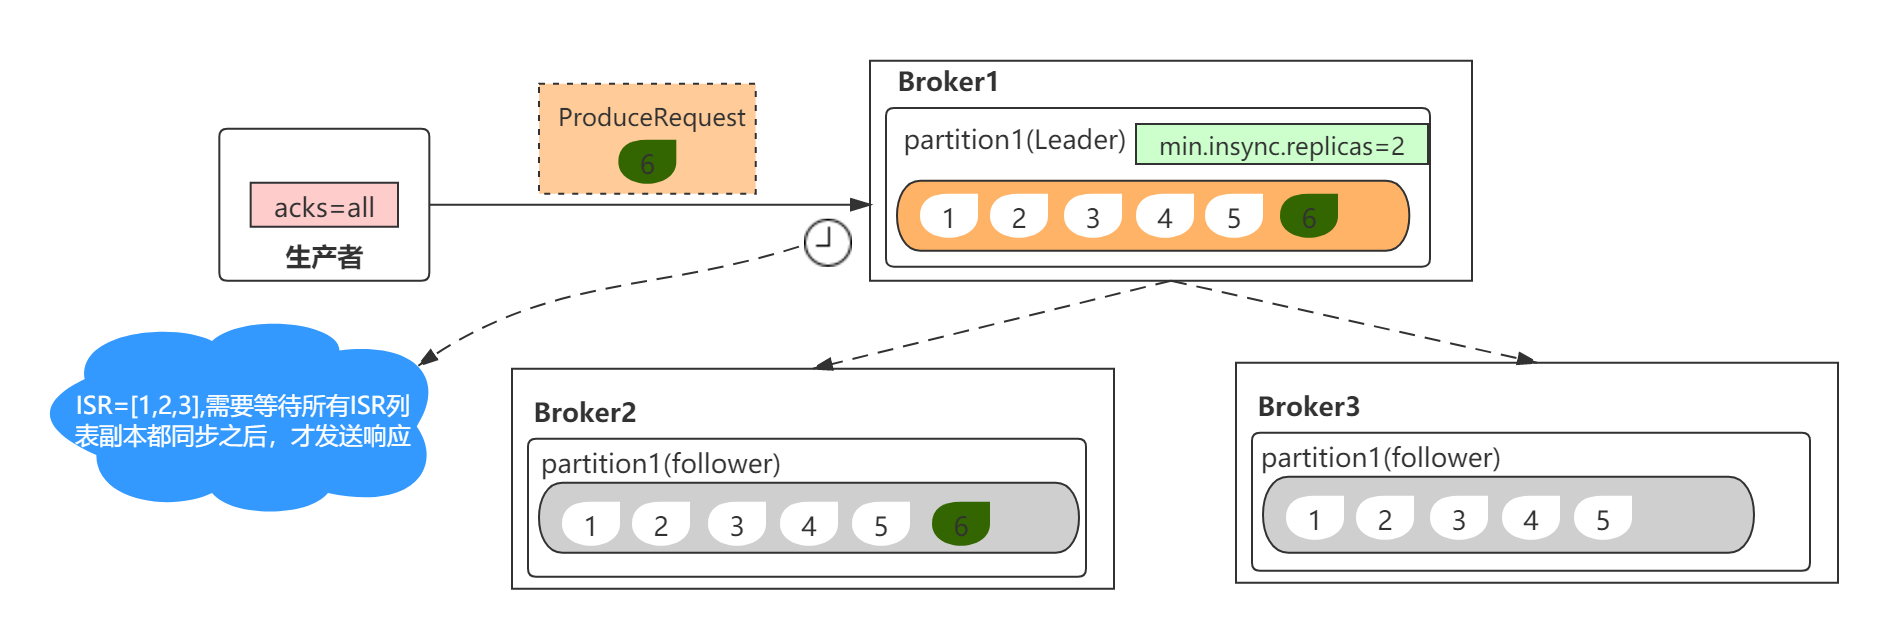 Broker1
ProduceRequest
6
partition1(Leader)
min.insync.replicas=2
acks=all
生产者
1 2 3 4 5 6
ISR=[1,2,3],需要等待所有ISR列
表副本都同步之后，才发送响应
Broker2
partition1(follower)
1 2 3 4 5 6
Broker3
partition1(follower)
1 2 3 4 5